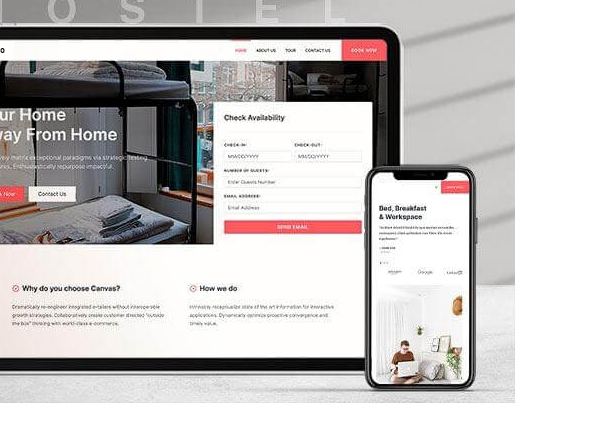 O S T E L
HOME ABOUT US TOUR CONTACT US BOOK NOW
ur Home
way From Home
Contact Us
Check Availability
CHECK-IN: CHECK-OUT:
MM/DD/YYYY MM/DD/YYYY
NUMBER OF GUESTS:
Enter Guests Number
EMAIL ADDRESS:
Email Address
SEND EMAIL
Why do you choose Canvas?
Dramatically re-engineer integrated e-tailers without interoperable
growth strategies. Collaboratively create customer directed "outside
the box" thinking with world-class e-commerce.
How we do
Intrinsicly recaptiualize state of the art information for interactive
applications. Dynamically optimize proactive convergence and
timely value.
Bed, Breakfast
& Workspace
amazon Google LinkedIn